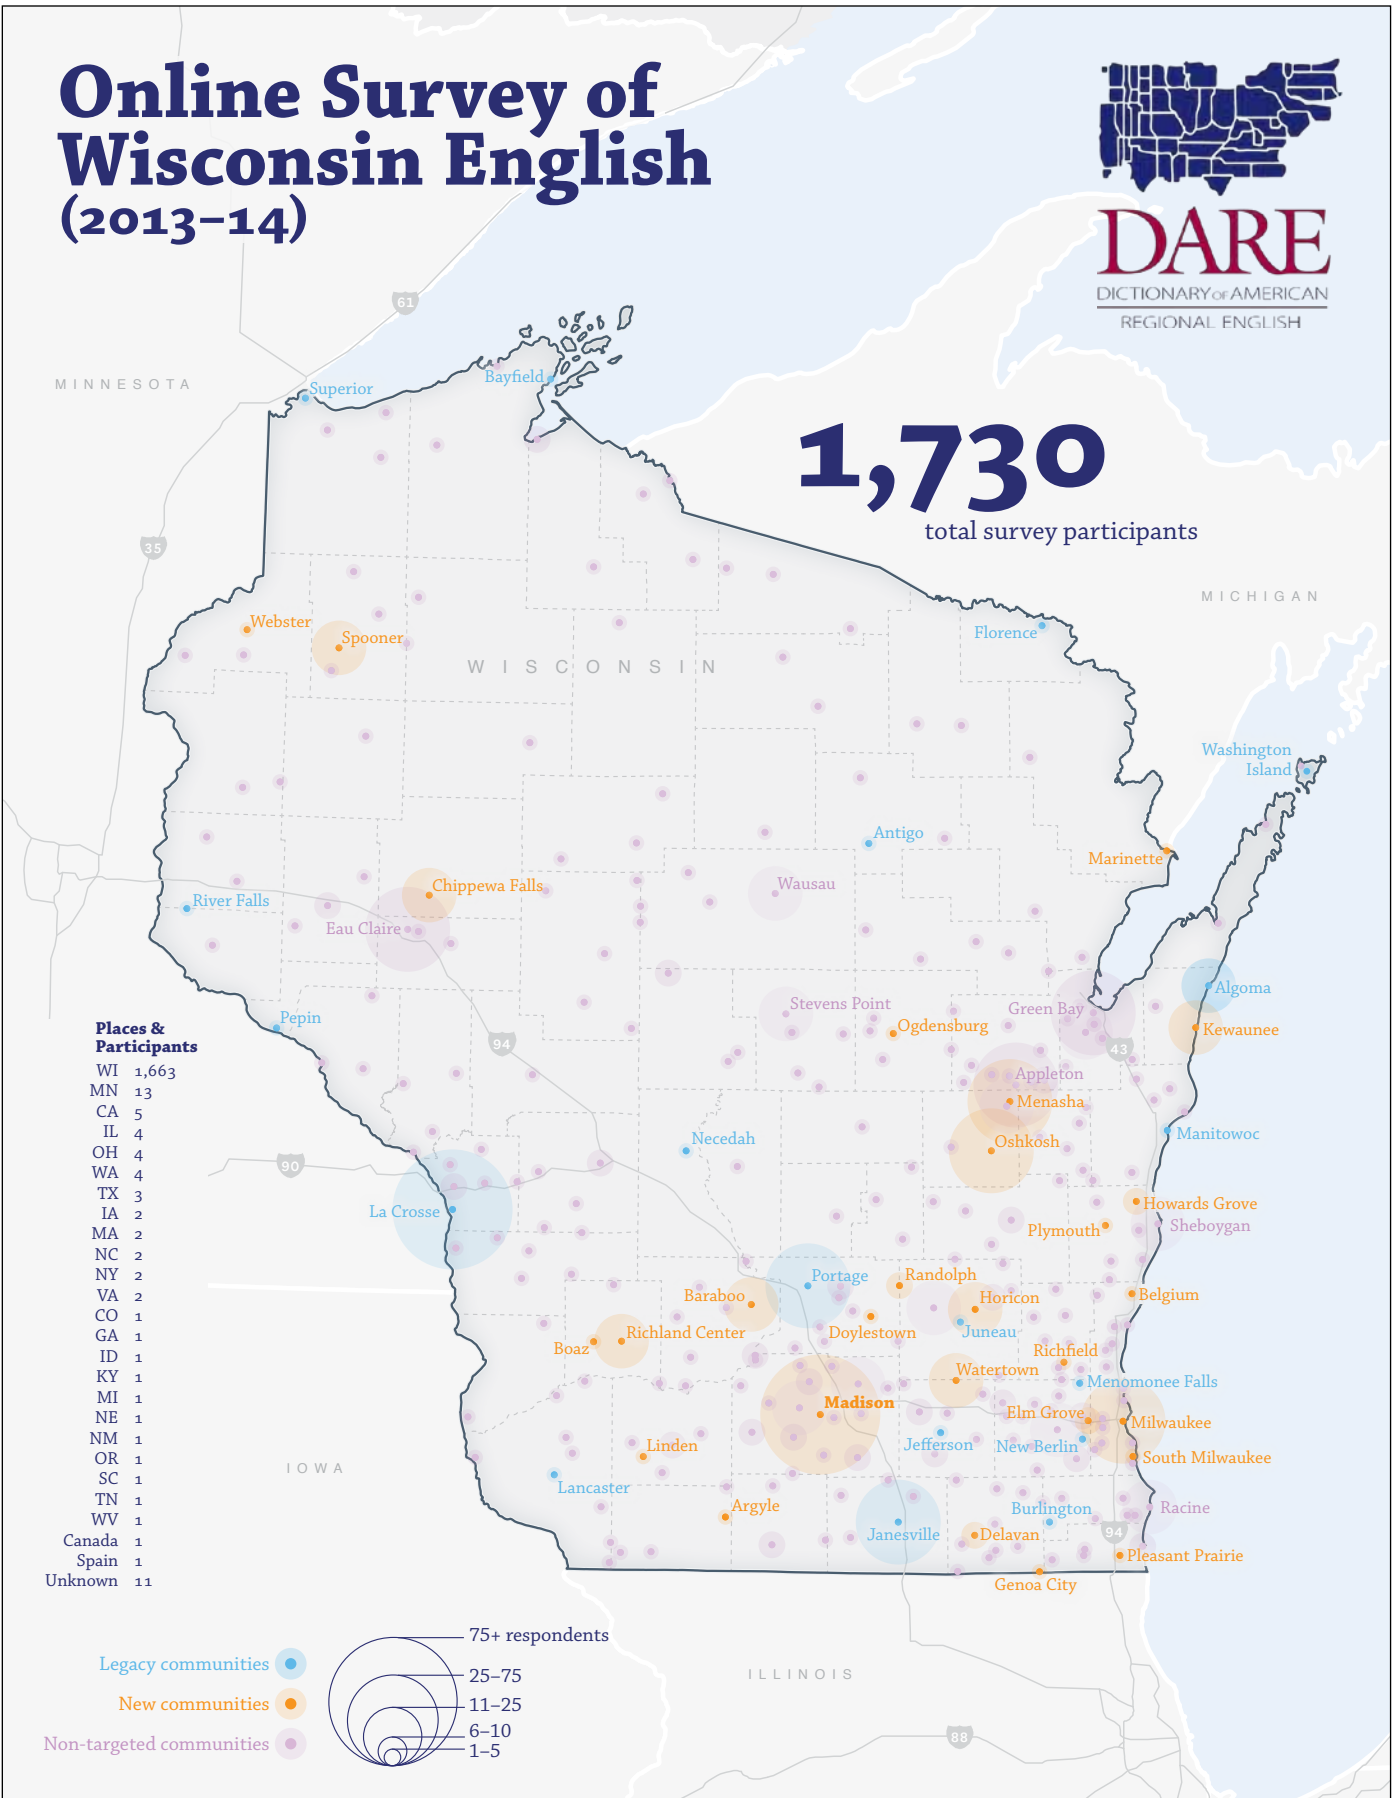 Online Survey of
Wisconsin English
(2013–14)
DARE
DICTIONARY of AMERICAN
REGIONAL ENGLISH
61
MINNESOTA
Superior
Bayfield
1,730
total survey participants
35
MICHIGAN
Webster
Spooner
Florence
WISCONSIN
Washington
Island
Antigo
Marinette
Chippewa Falls
Wausau
River Falls
Eau Claire
Algoma
Stevens Point
Green Bay
Pepin
Ogdensburg
Kewaunee
94
43
Appleton
Menasha
Necedah
Oshkosh
Manitowoc
90
La Crosse
Howards Grove
Plymouth
Sheboygan
Portage
Randolph
Baraboo
Horicon
Belgium
Richland Center
Doylestown
Juneau
Boaz
Richfield
Watertown
Menomonee Falls
Madison
Elm Grove
Milwaukee
Linden
Jefferson
New Berlin
South Milwaukee
IOWA
Lancaster
Argyle
Burlington
Racine
Janesville
Delavan
94
Pleasant Prairie
Genoa City
Places &
Participants
WI 1,663
MN 13
CA 5
IL 4
OH 4
WA 4
TX 3
IA 2
MA 2
NC 2
NY 2
VA 2
CO 1
GA 1
ID 1
KY 1
MI 1
NE 1
NM 1
OR 1
SC 1
TN 1
WV 1
Canada 1
Spain 1
Unknown 11
Legacy communities
New communities
Non-targeted communities
75+ respondents
25–75
11–25
6–10
1–5
ILLINOIS
88